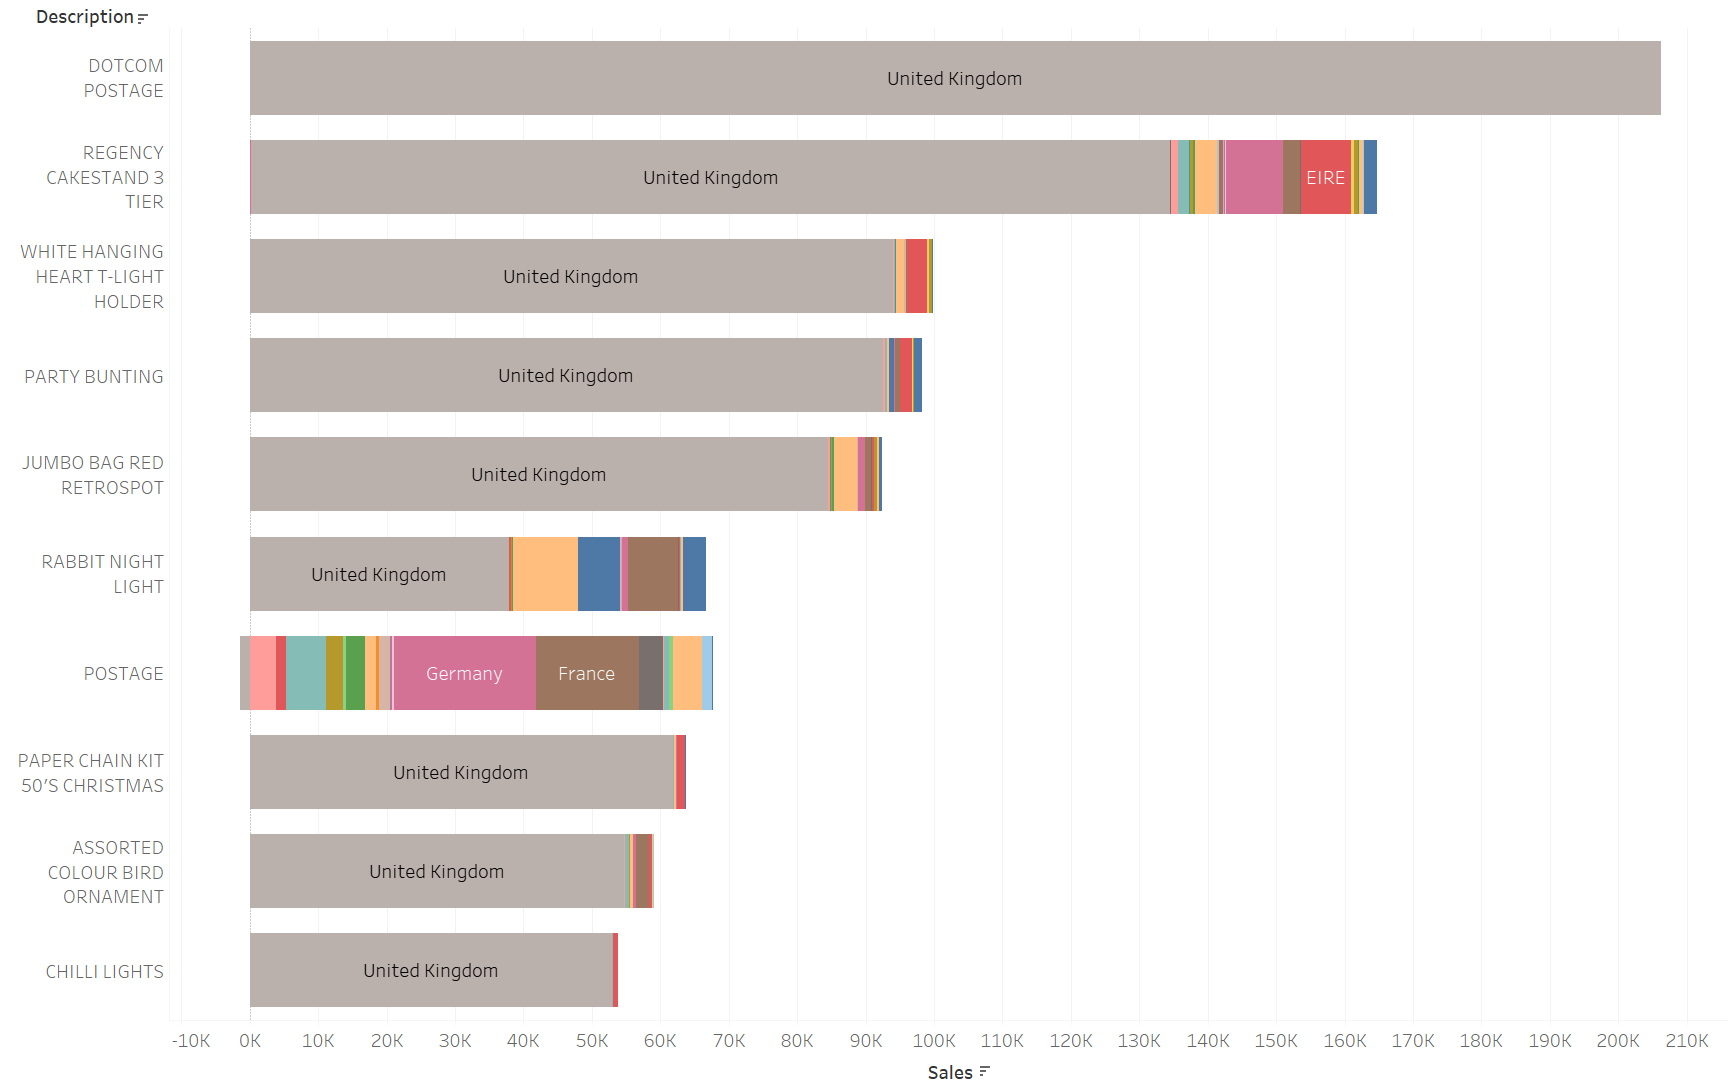 Description
DOTCOM
POSTAGE
United Kingdom
REGENCY
CAKESTAND 3
TIER
United Kingdom
EIRE
WHITE HANGING
HEART T-LIGHT
HOLDER
United Kingdom
PARTY BUNTING
United Kingdom
JUMBO BAG RED
RETROSPOT
United Kingdom
RABBIT NIGHT
LIGHT
United Kingdom
POSTAGE
Germany
France
PAPER CHAIN KIT
50'S CHRISTMAS
United Kingdom
ASSORTED
COLOUR BIRD
ORNAMENT
United Kingdom
CHILLI LIGHTS
United Kingdom
-10K 0K 10K 20K 30K 40K 50K 60K 70K 80K 90K 100K 110K 120K 130K 140K 150K 160K 170K 180K 190K 200K 210K
Sales